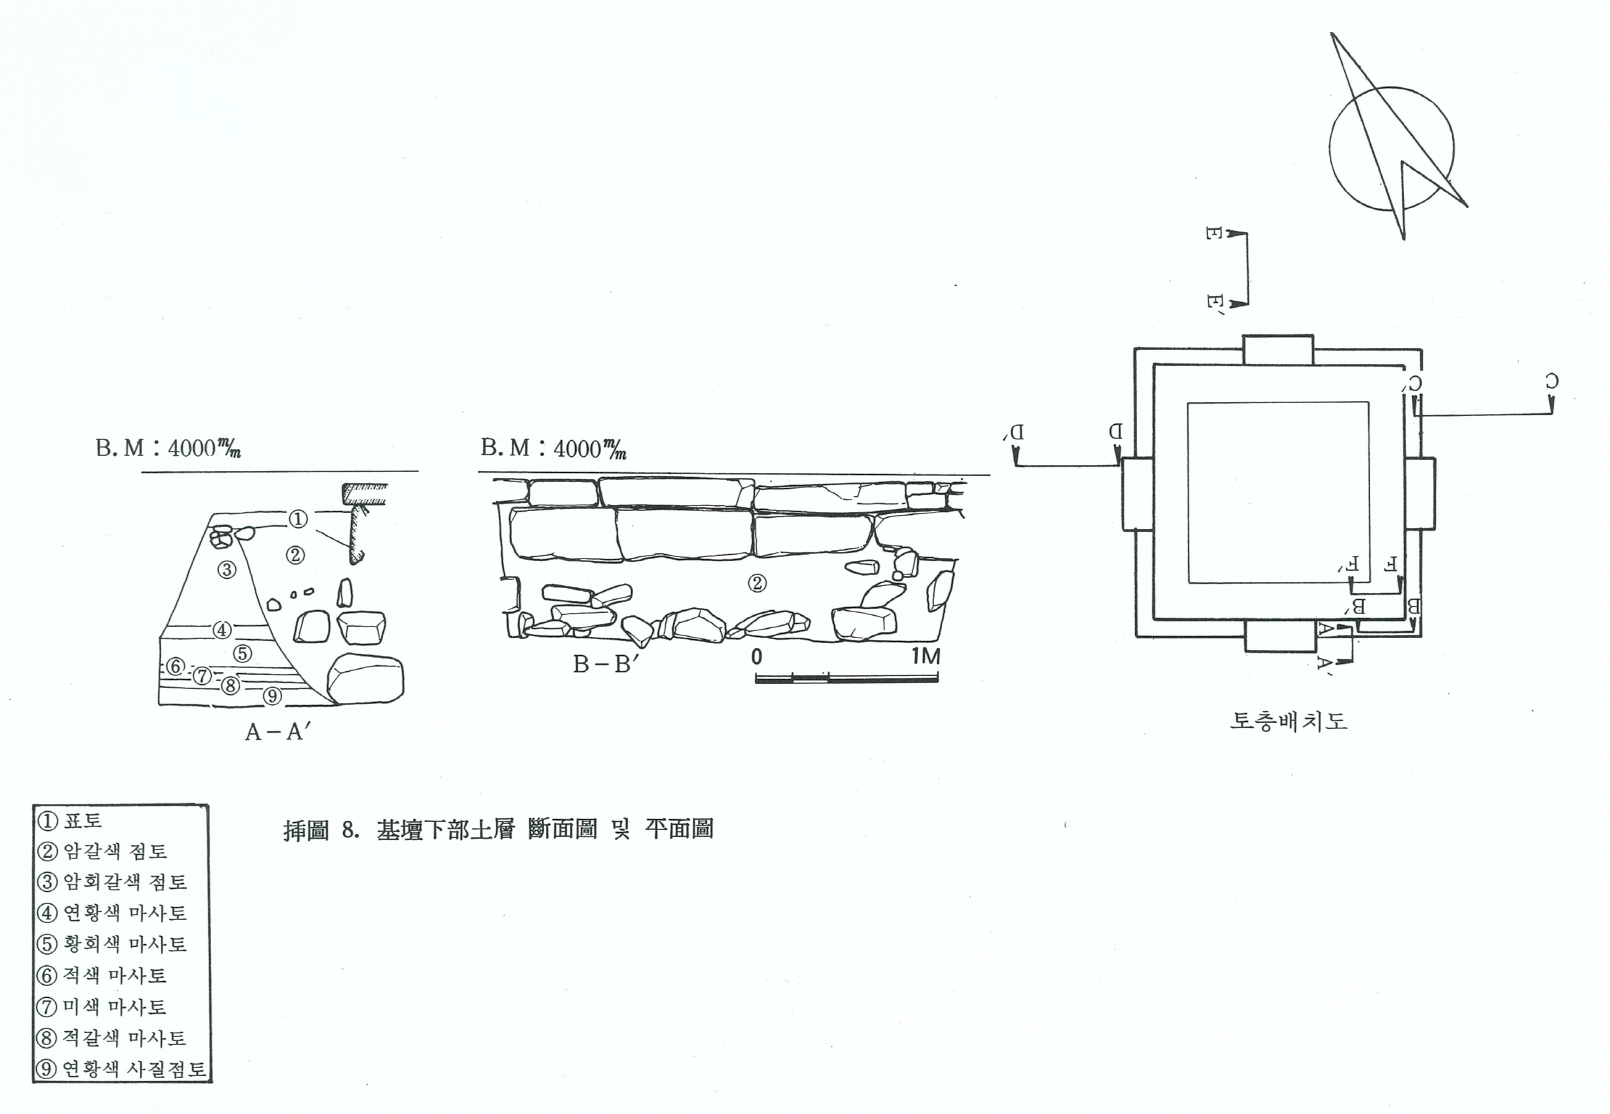 E
E′
C′
C
D′
D
B.M : 4000㎜
B.M : 4000㎜
①
②
③
④
⑤
⑥
⑦
⑧
⑨
A – A′
②
B – B′
0 1M
F′
F
B′
B
A
A′
토층배치도
挿圖 8. 基壇下部土層 斷面圖 및 平面圖
① 표토
② 암갈색 점토
③ 암회갈색 점토
④ 연황색 마사토
⑤ 황회색 마사토
⑥ 적색 마사토
⑦ 미색 마사토
⑧ 적갈색 마사토
⑨ 연황색 사질점토